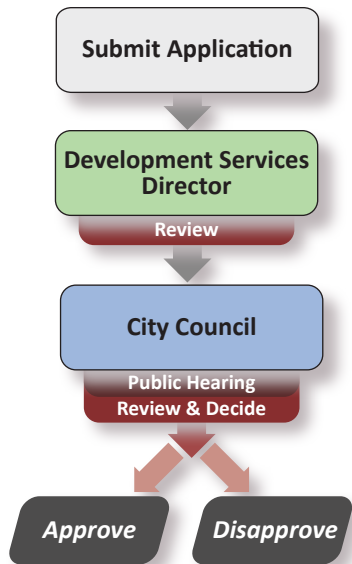 Submit Application
Development Services
Director
Review
City Council
Public Hearing
Review & Decide
Approve
Disapprove